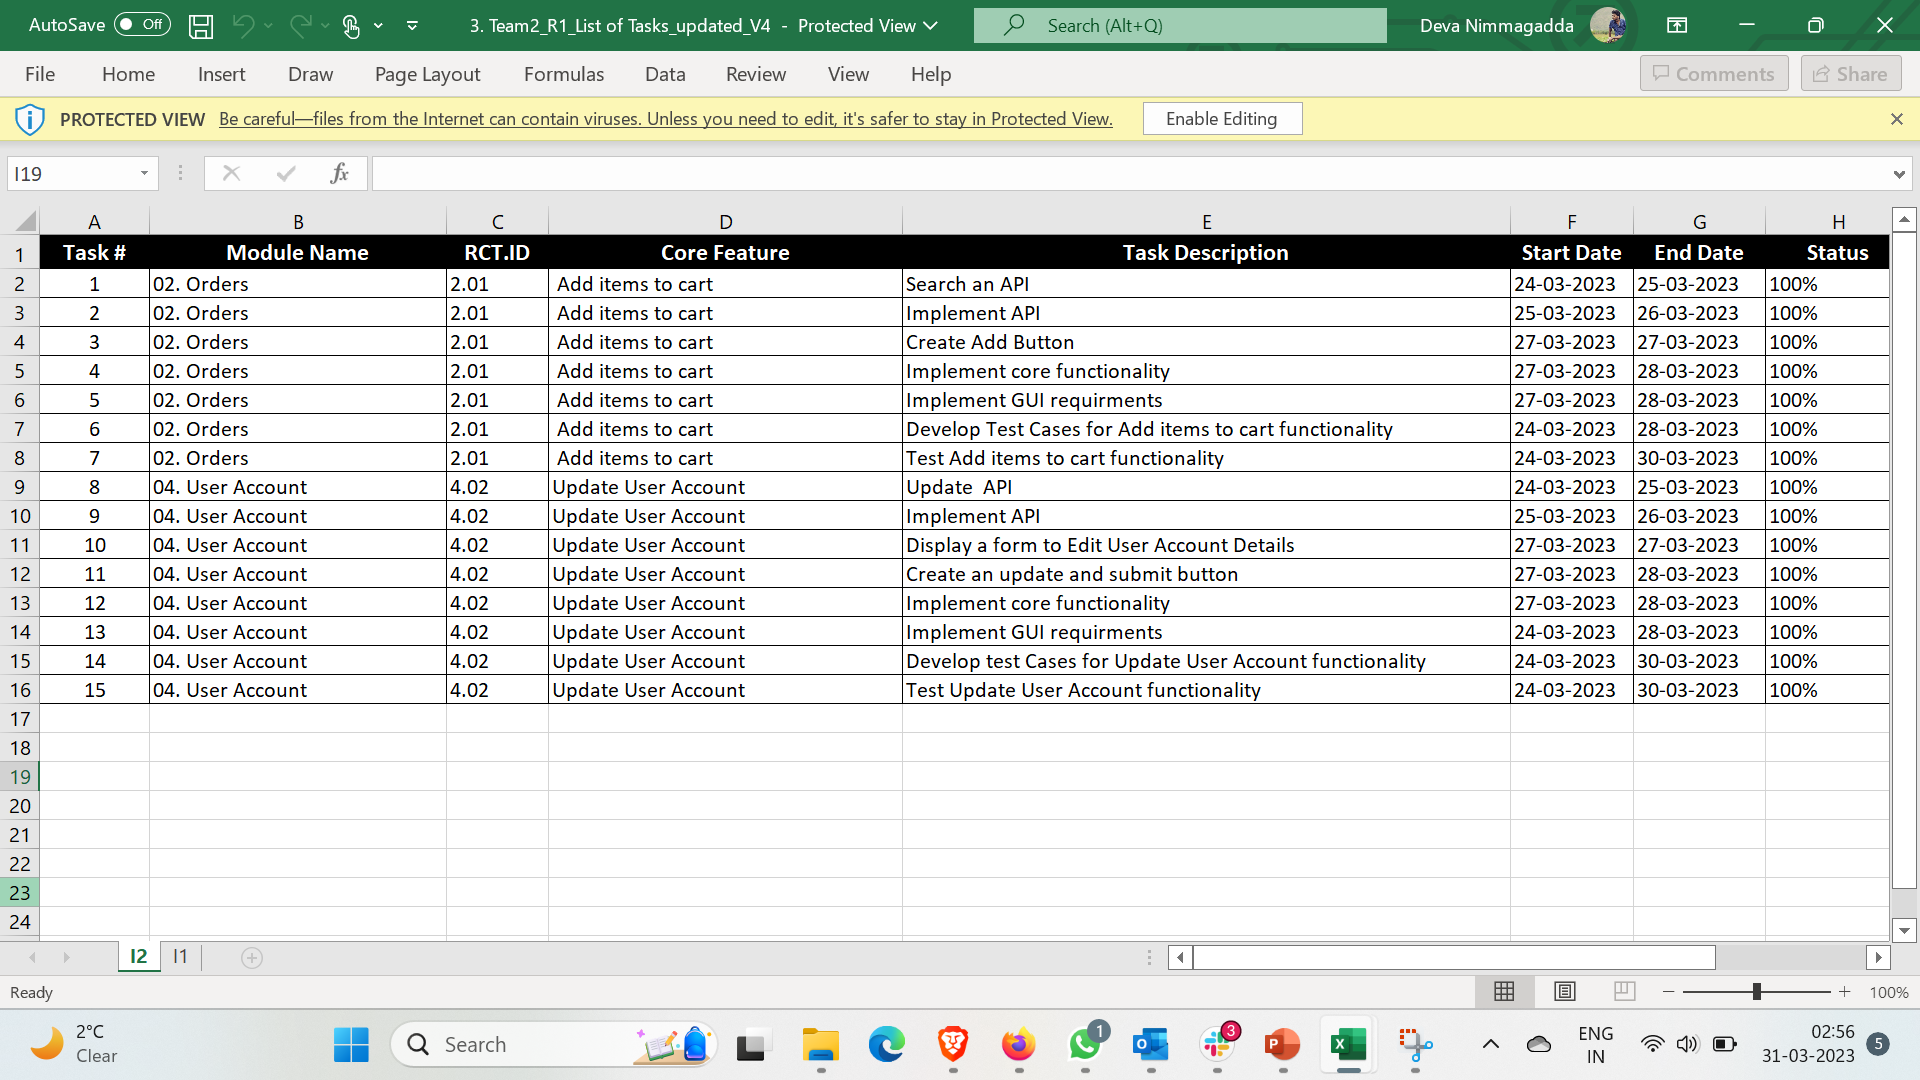 AutoSave Off 3. Team2_R1_List of Tasks_updated_V4 - Protected View Search (Alt+Q) Deva Nimmagadda
File Home Insert Draw Page Layout Formulas Data Review View Help Comments Share
PROTECTED VIEW Be careful—files from the Internet can contain viruses. Unless you need to edit, it's safer to stay in Protected View. Enable Editing
I19 fx
A B C D E F G H
1 Task # Module Name RCT.ID Core Feature Task Description Start Date End Date Status
2 1 02. Orders 2.01 Add items to cart Search an API 24-03-2023 25-03-2023 100%
3 2 02. Orders 2.01 Add items to cart Implement API 25-03-2023 26-03-2023 100%
4 3 02. Orders 2.01 Add items to cart Create Add Button 27-03-2023 27-03-2023 100%
5 4 02. Orders 2.01 Add items to cart Implement core functionality 27-03-2023 28-03-2023 100%
6 5 02. Orders 2.01 Add items to cart Implement GUI requirments 27-03-2023 28-03-2023 100%
7 6 02. Orders 2.01 Add items to cart Develop Test Cases for Add items to cart functionality 24-03-2023 28-03-2023 100%
8 7 02. Orders 2.01 Add items to cart Test Add items to cart functionality 24-03-2023 30-03-2023 100%
9 8 04. User Account 4.02 Update User Account Update  API 24-03-2023 25-03-2023 100%
10 9 04. User Account 4.02 Update User Account Implement API 25-03-2023 26-03-2023 100%
11 10 04. User Account 4.02 Update User Account Display a form to Edit User Account Details 27-03-2023 27-03-2023 100%
12 11 04. User Account 4.02 Update User Account Create an update and submit button 27-03-2023 28-03-2023 100%
13 12 04. User Account 4.02 Update User Account Implement core functionality 27-03-2023 28-03-2023 100%
14 13 04. User Account 4.02 Update User Account Implement GUI requirments 24-03-2023 28-03-2023 100%
15 14 04. User Account 4.02 Update User Account Develop test Cases for Update User Account functionality 24-03-2023 30-03-2023 100%
16 15 04. User Account 4.02 Update User Account Test Update User Account functionality 24-03-2023 30-03-2023 100%
17
18
19
20
21
22
23
24
I2 I1
Ready 100%
2°C Search 1 3 ENG 02:56 5
Clear IN 31-03-2023